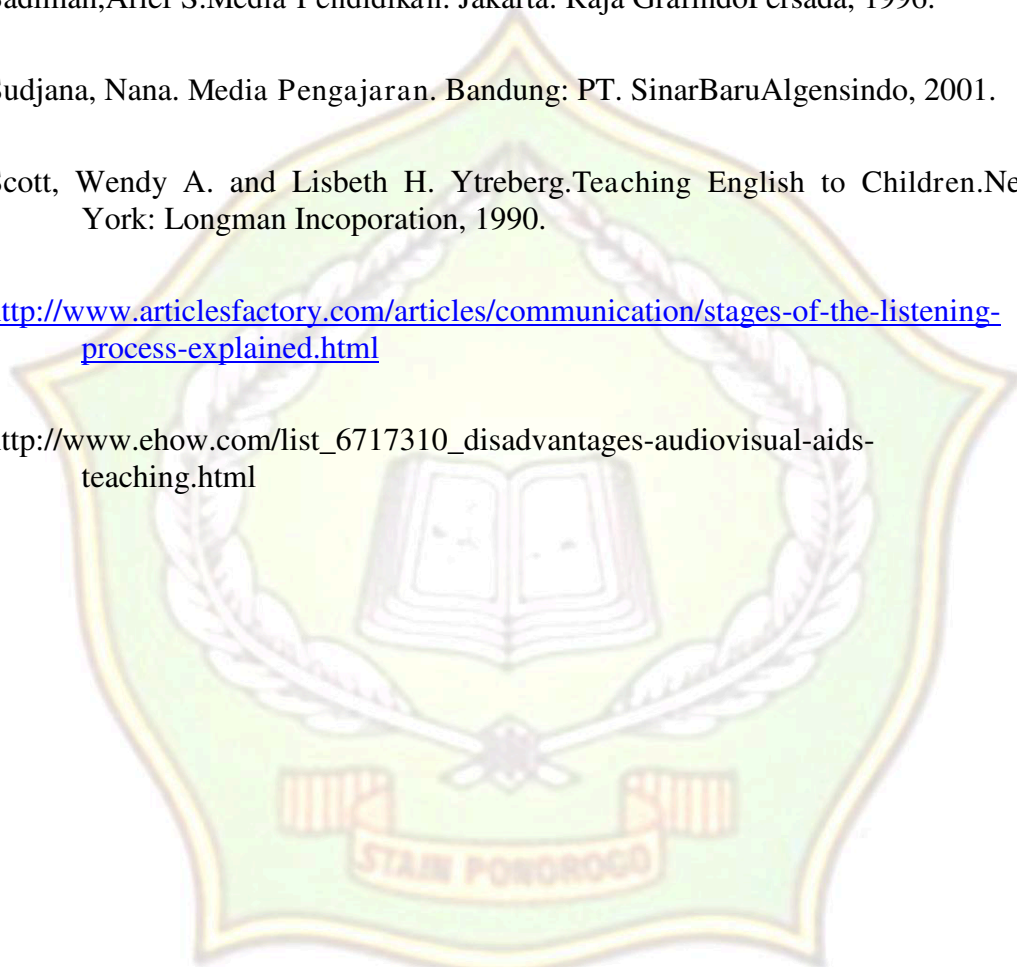 Sadiman,Arief S.Media Pendidikan. Jakarta: Raja GrafindoPersada, 1996.
Sudjana, Nana. Media Pengajaran. Bandung: PT. SinarBaruAlgensindo, 2001.
Scott, Wendy A. and Lisbeth H. Ytreberg.Teaching English to Children.Ne
York: Longman Incoporation, 1990.
http://www.articlesfactory.com/articles/communication/stages-of-the-listening-
process-explained.html
http://www.ehow.com/list_6717310_disadvantages-audiovisual-aids-
teaching.html
STAIN PONOROGO